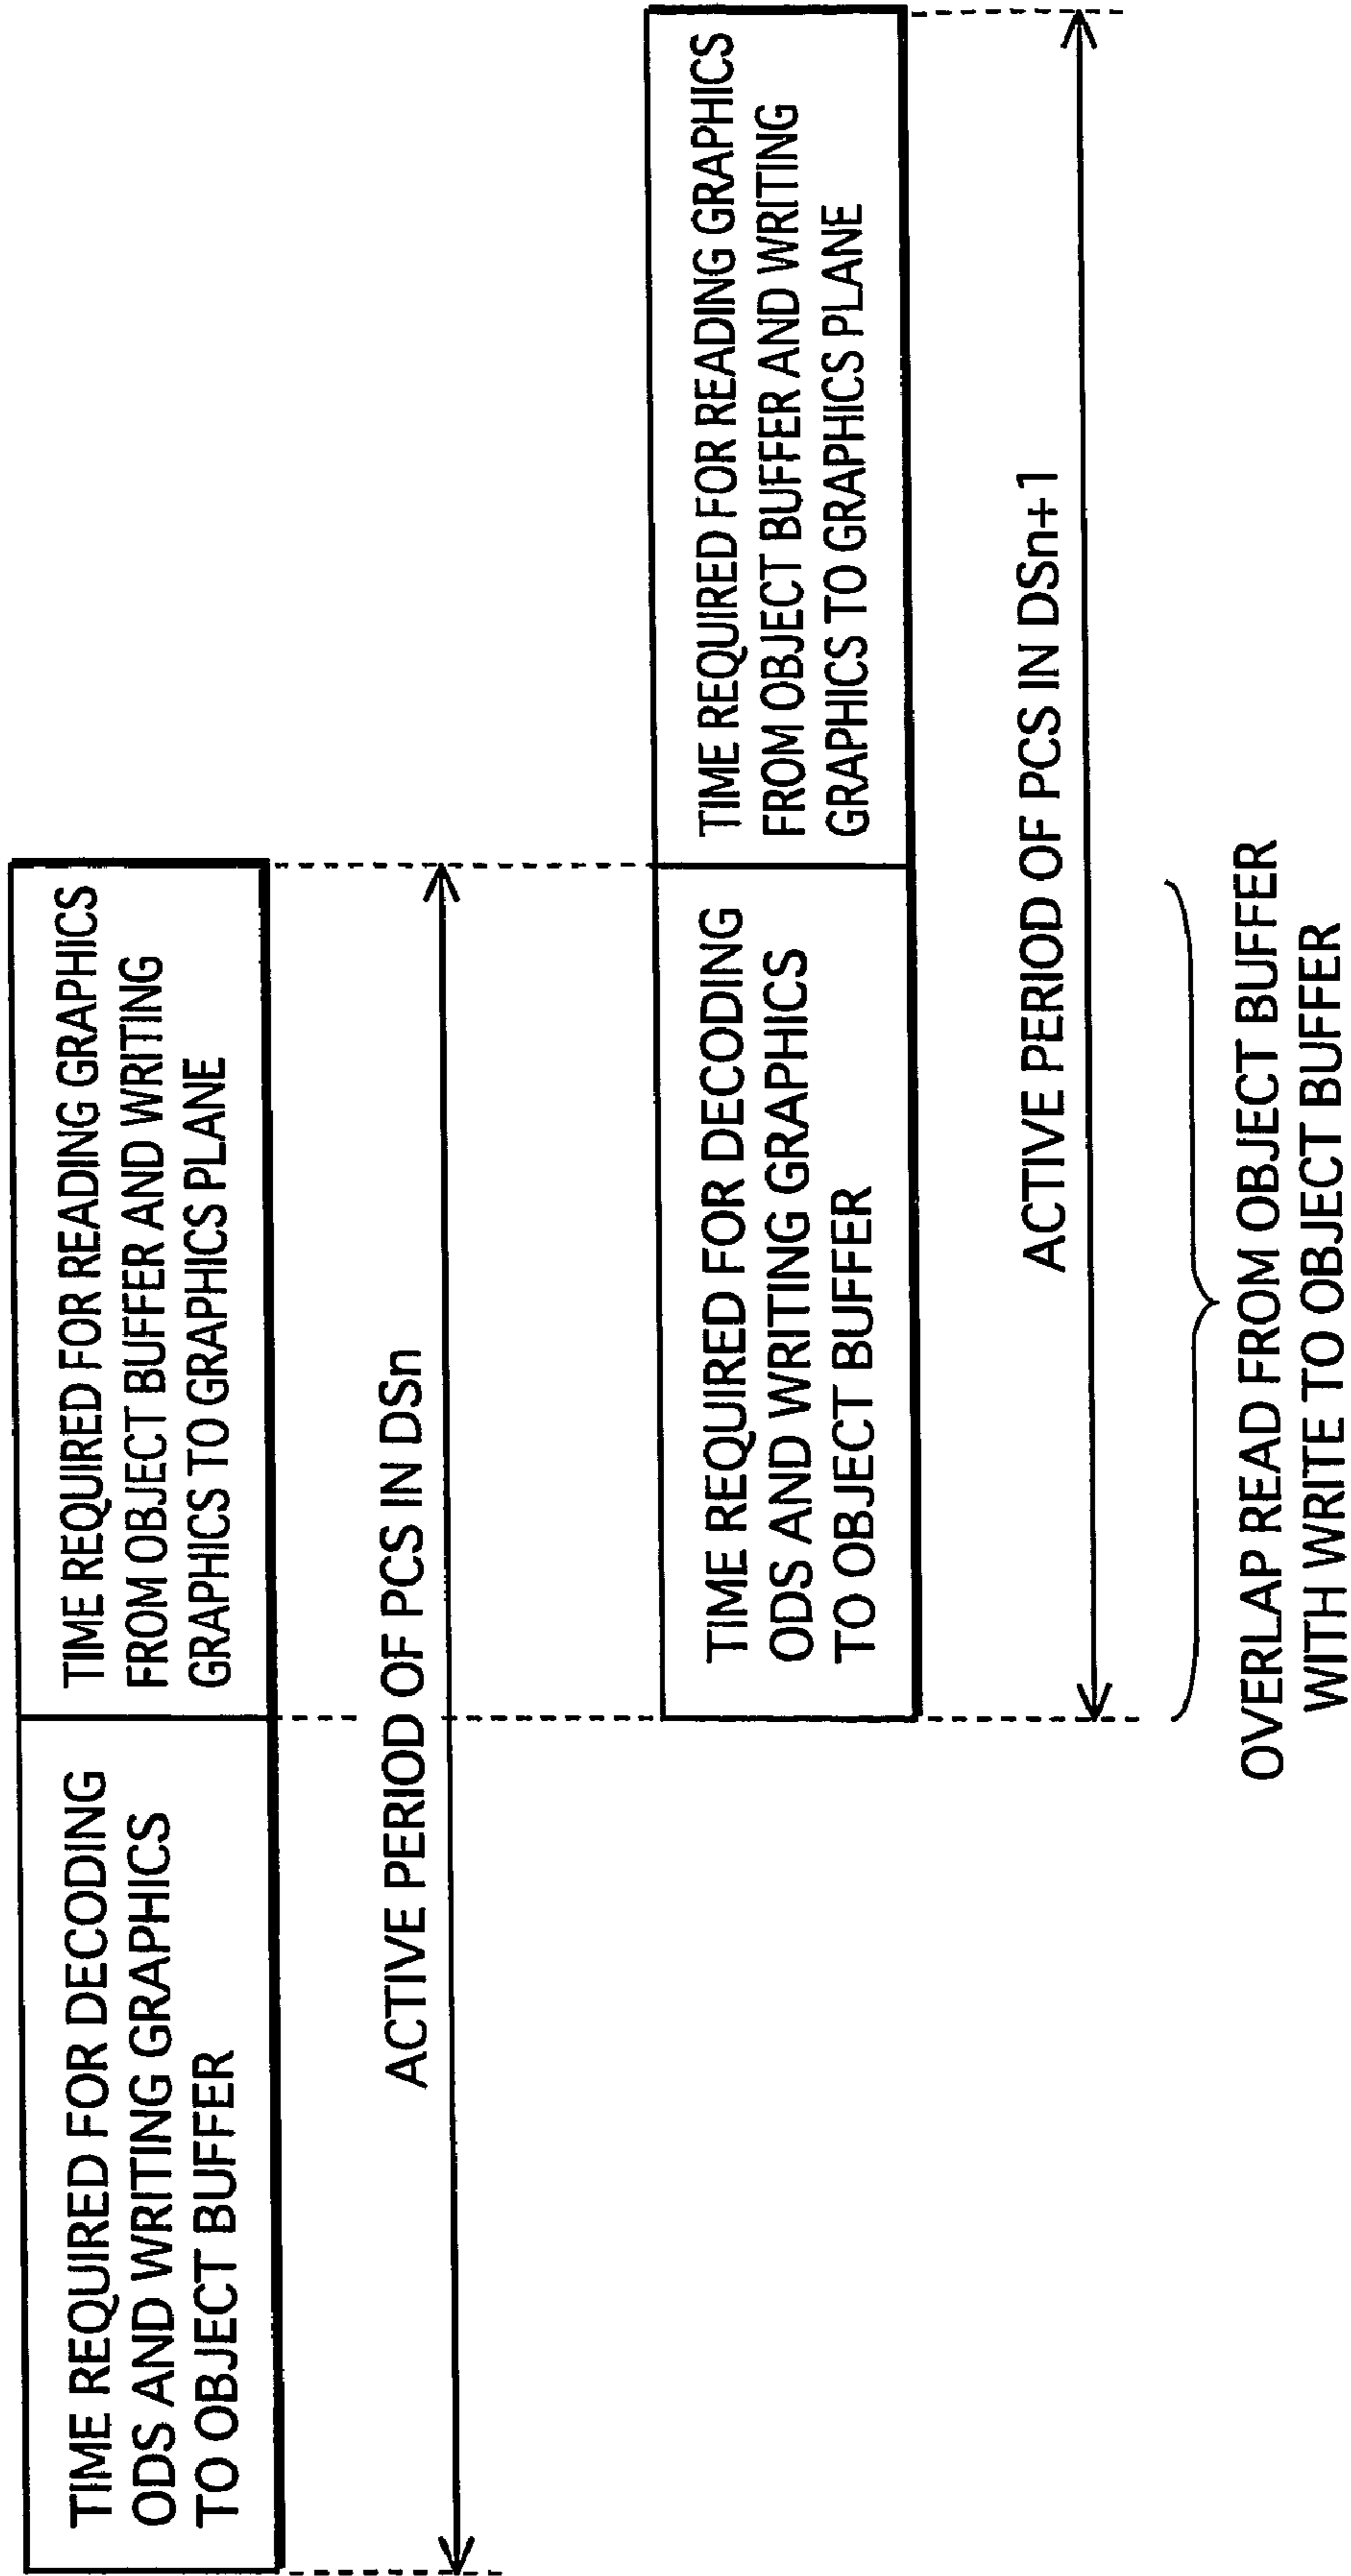 TIME REQUIRED FOR DECODING
ODS AND WRITING GRAPHICS
TO OBJECT BUFFER
TIME REQUIRED FOR READING GRAPHICS
FROM OBJECT BUFFER AND WRITING
GRAPHICS TO GRAPHICS PLANE
ACTIVE PERIOD OF PCS IN DSn
TIME REQUIRED FOR DECODING
ODS AND WRITING GRAPHICS
TO OBJECT BUFFER
TIME REQUIRED FOR READING GRAPHICS
FROM OBJECT BUFFER AND WRITING
GRAPHICS TO GRAPHICS PLANE
ACTIVE PERIOD OF PCS IN DSn+1
OVERLAP READ FROM OBJECT BUFFER
WITH WRITE TO OBJECT BUFFER